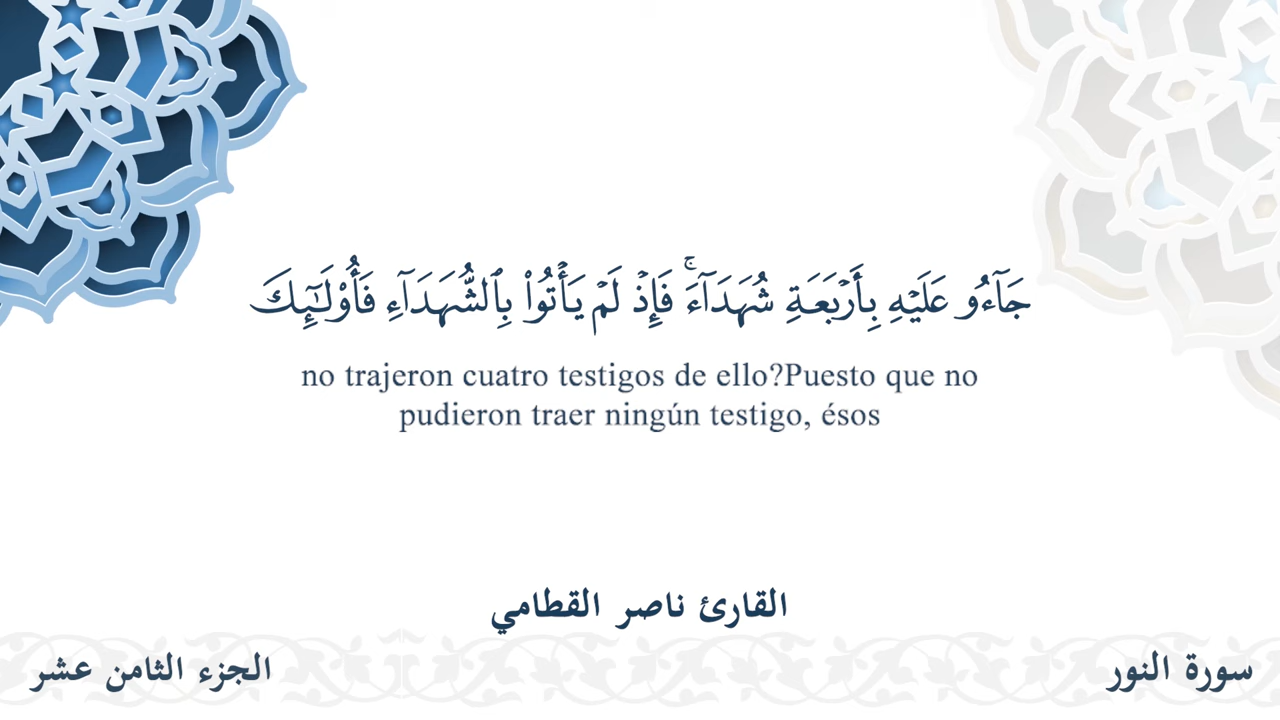 جَآءُو عَلَيۡهِ بِأَرۡبَعَةِ شُهَدَآءَۚ فَإِذۡ لَمۡ يَأۡتُواْ بِٱلشُّهَدَآءِ فَأُوْلَٰٓئِكَ
no trajeron cuatro testigos de ello?Puesto que no
pudieron traer ningún testigo, ésos
القارئ ناصر القطامي
سورة النور
الجزء الثامن عشر